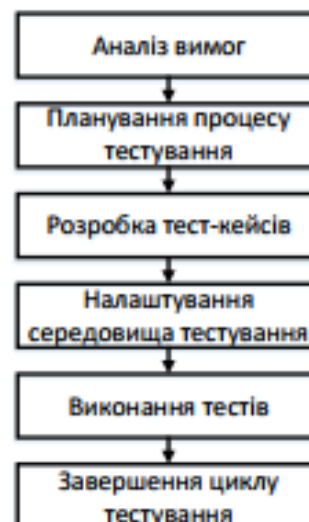 Аналіз вимог
Планування процесу
тестування
Розробка тест-кейсів
Налаштування
середовища тестування
Виконання тестів
Завершення циклу
тестування